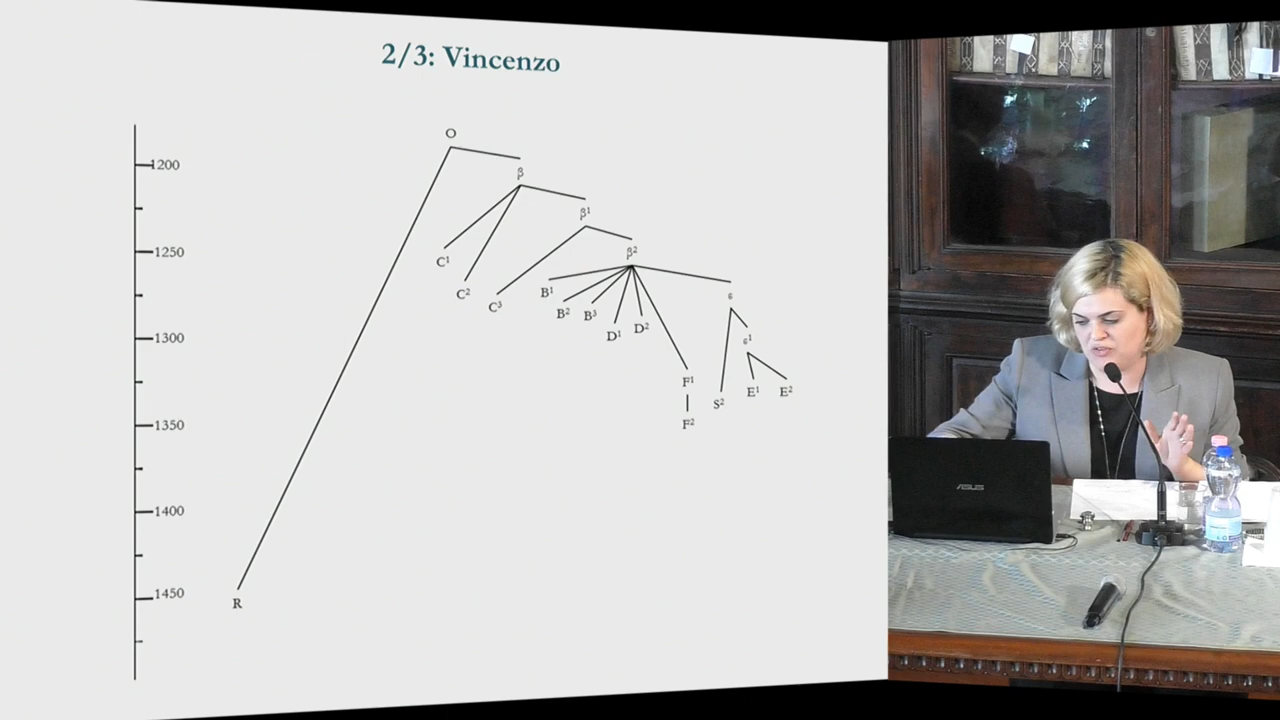 2/3: Vincenzo
O
1200
β
β¹
1250
β²
C¹
C²
B¹
ε
C³
B²
B³
D¹
D²
1300
ε¹
F¹
S²
E¹
E²
1350
F²
1400
1450
R
ASUS